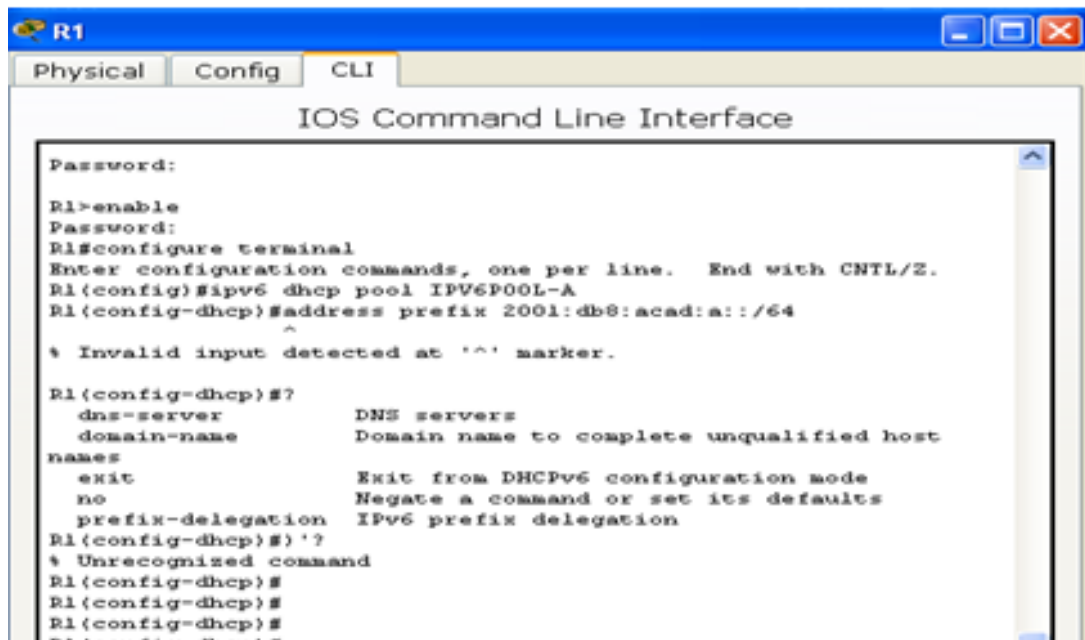 R1
Physical Config CLI
IOS Command Line Interface
Password:
R1>enable
Password:
R1#configure terminal
Enter configuration commands, one per line.  End with CNTL/Z.
R1(config)#ipv6 dhcp pool IPV6POOL-A
R1(config-dhcp)#address prefix 2001:db8:acad:a::/64
^
% Invalid input detected at '^' marker.
R1(config-dhcp)#?
dns-server DNS servers
domain-name Domain name to complete unqualified host
names
exit Exit from DHCPv6 configuration mode
no Negate a command or set its defaults
prefix-delegation IPv6 prefix delegation
R1(config-dhcp)#)'?
% Unrecognized command
R1(config-dhcp)#
R1(config-dhcp)#
R1(config-dhcp)#